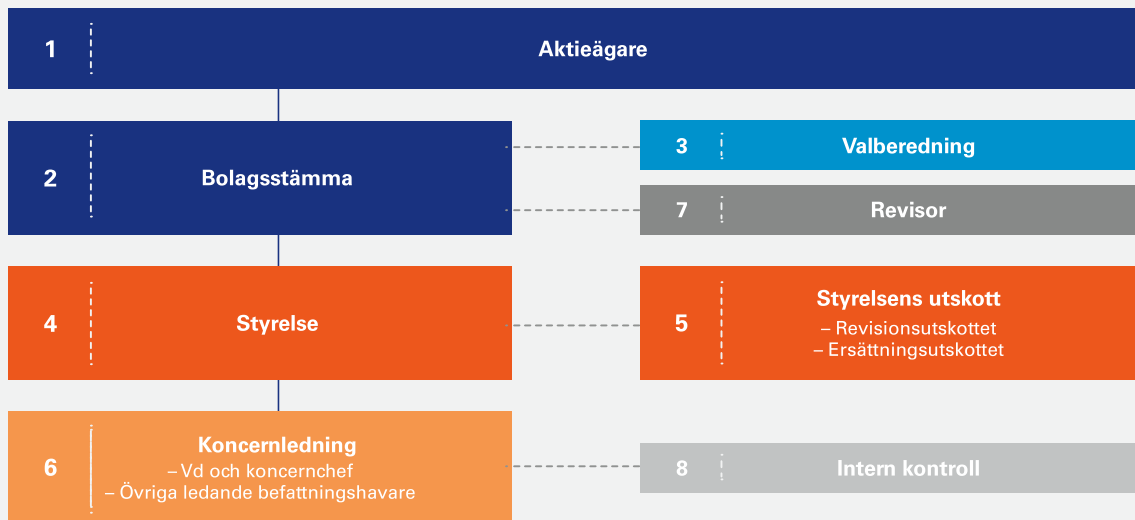 1
Aktieägare
2
Bolagsstämma
3
Valberedning
7
Revisor
4
Styrelse
5
Styrelsens utskott
– Revisionsutskottet
– Ersättningsutskottet
6
Koncernledning
– Vd och koncernchef
– Övriga ledande befattningshavare
8
Intern kontroll